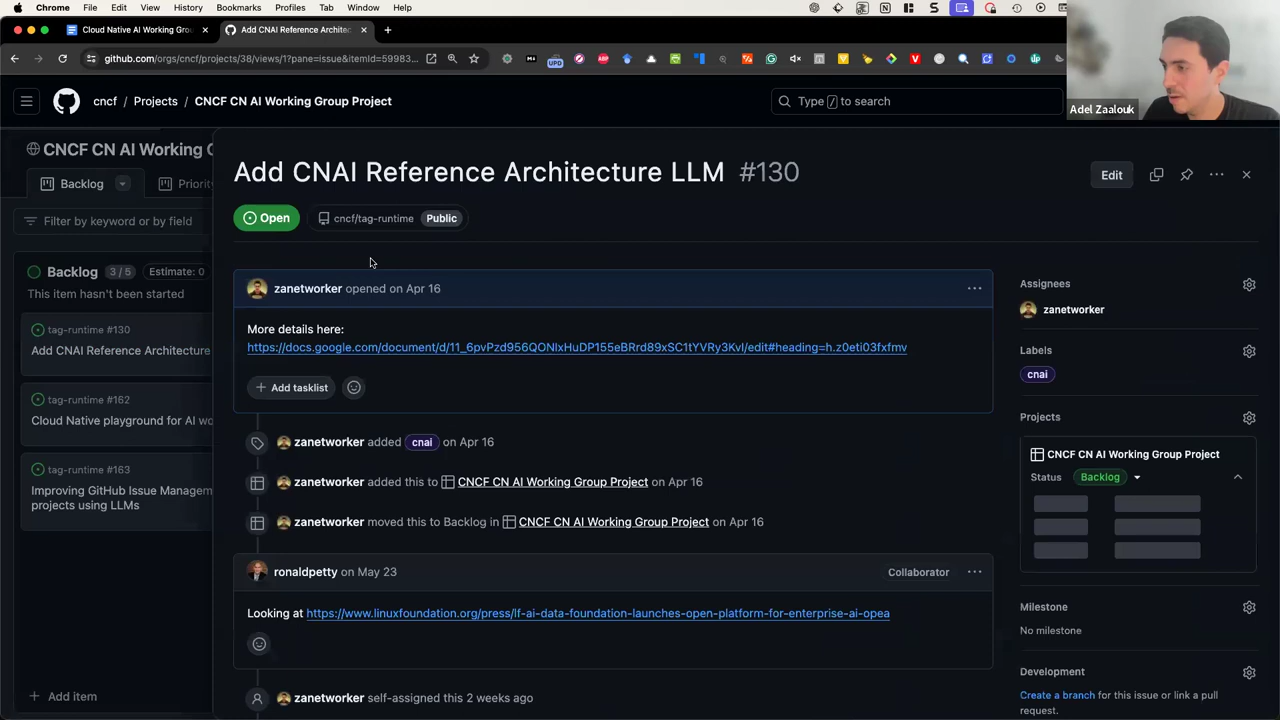 Chrome File Edit View History Bookmarks Profiles Tab Window Help
Cloud Native AI Working Gro
Add CNAI Reference Architec
github.com/orgs/cncf/projects/38/views/1?pane=issue&itemId=59983...
cncf / Projects / CNCF CN AI Working Group Project
Type / to search
Adel Zaalouk
CNCF CN AI Working G
Backlog
Priority
Filter by keyword or by field
Backlog 3 / 5 Estimate: 0
This item hasn't been started
tag-runtime #130
Add CNAI Reference Architecture
tag-runtime #162
Cloud Native playground for AI wo
tag-runtime #163
Improving GitHub Issue Managem
projects using LLMs
Add item
Add CNAI Reference Architecture LLM #130
Edit
Open
cncf/tag-runtime Public
zanetworker opened on Apr 16
More details here:
https://docs.google.com/document/d/11_6pvPzd956QONIxHuDP155eBRrd89xSC1tYVRy3KvI/edit#heading=h.z0eti03fxfmv
Add tasklist
zanetworker added cnai on Apr 16
zanetworker added this to CNCF CN AI Working Group Project on Apr 16
zanetworker moved this to Backlog in CNCF CN AI Working Group Project on Apr 16
ronaldpetty on May 23
Collaborator
Looking at https://www.linuxfoundation.org/press/lf-ai-data-foundation-launches-open-platform-for-enterprise-ai-opea
zanetworker self-assigned this 2 weeks ago
Assignees
zanetworker
Labels
cnai
Projects
CNCF CN AI Working Group Project
Status Backlog
Milestone
No milestone
Development
Create a branch for this issue or link a pull
request.